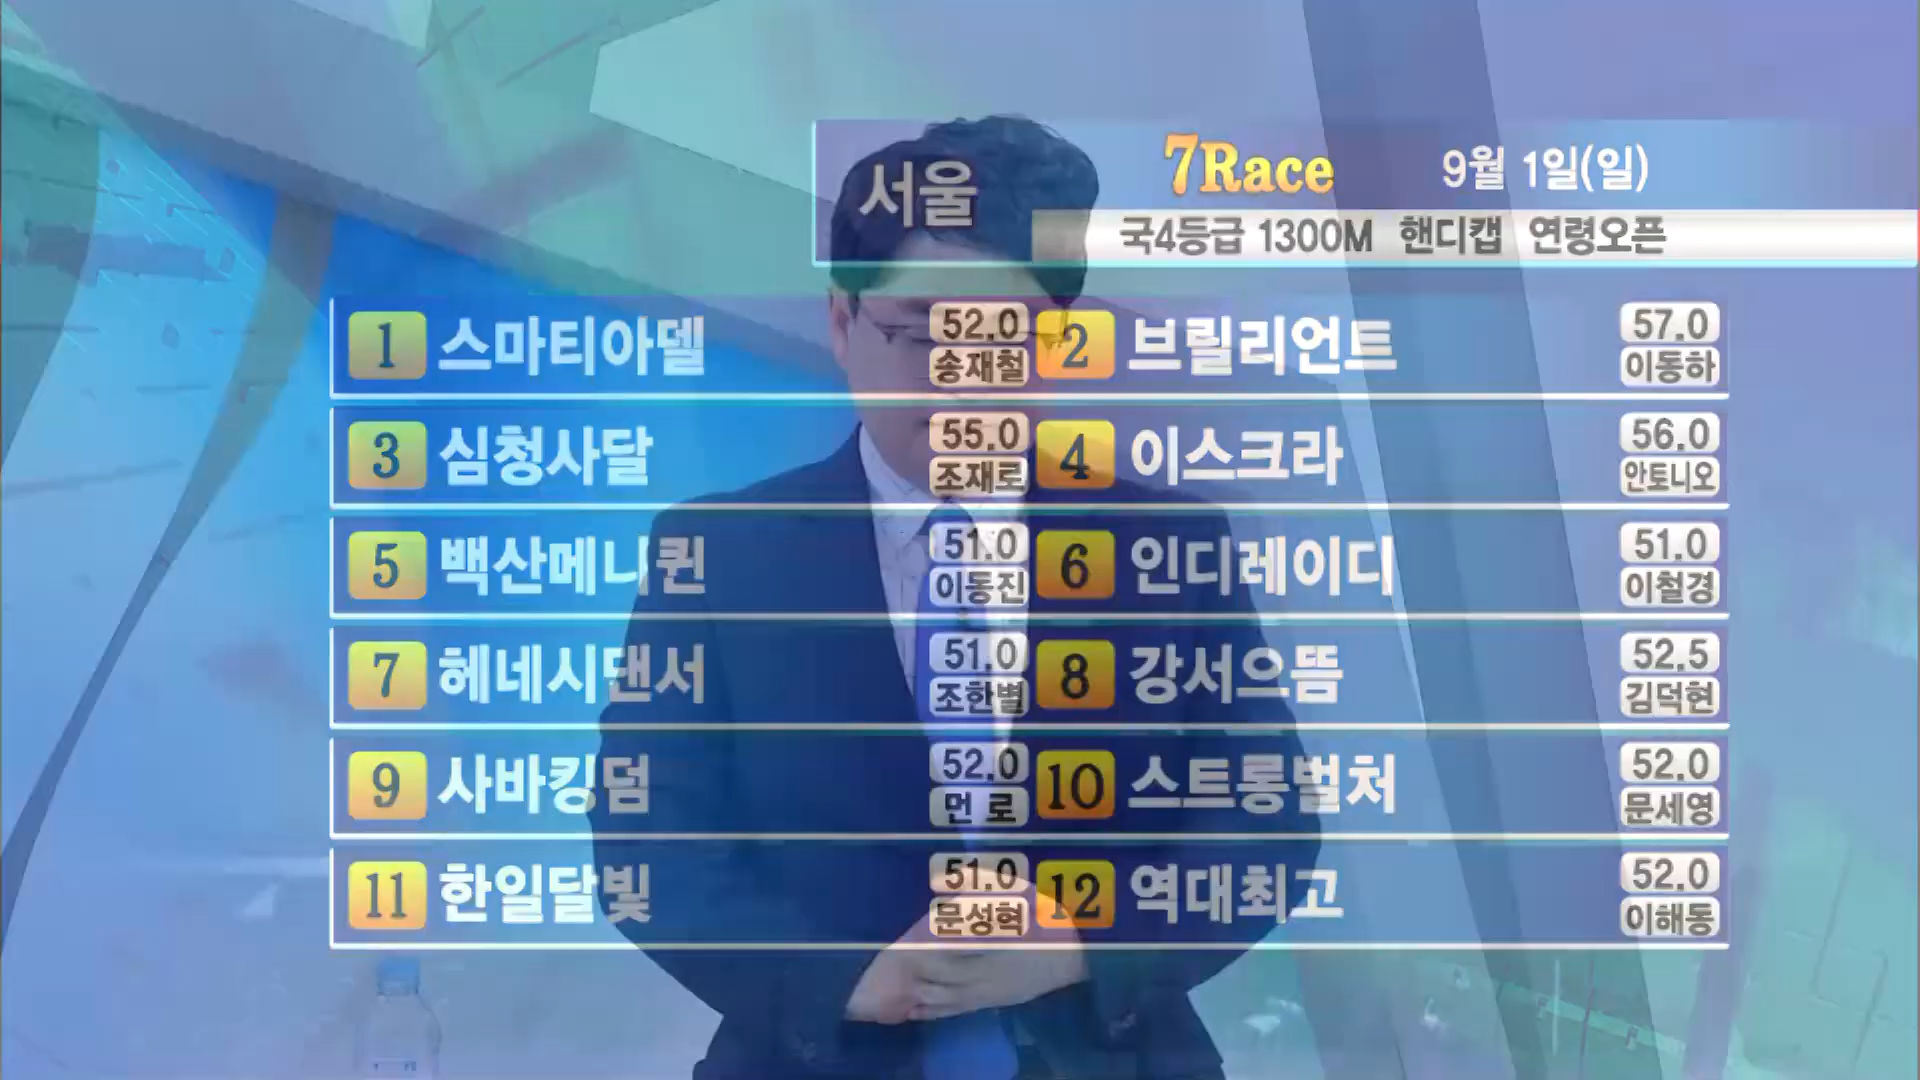 서울
7Race 9월 1일(일)
국4등급 1300M 핸디캡 연령오픈
1 스마티아델 52.0 송재철
2 브릴리언트 57.0 이동하
3 심청사달 55.0 조재로
4 이스크라 56.0 안토니오
5 백산메니퀸 51.0 이동진
6 인디레이디 51.0 이철경
7 헤네시댄서 51.0 조한별
8 강서으뜸 52.5 김덕현
9 사바킹덤 52.0 먼 로
10 스트롱벌처 52.0 문세영
11 한일달빛 51.0 문성혁
12 역대최고 52.0 이해동